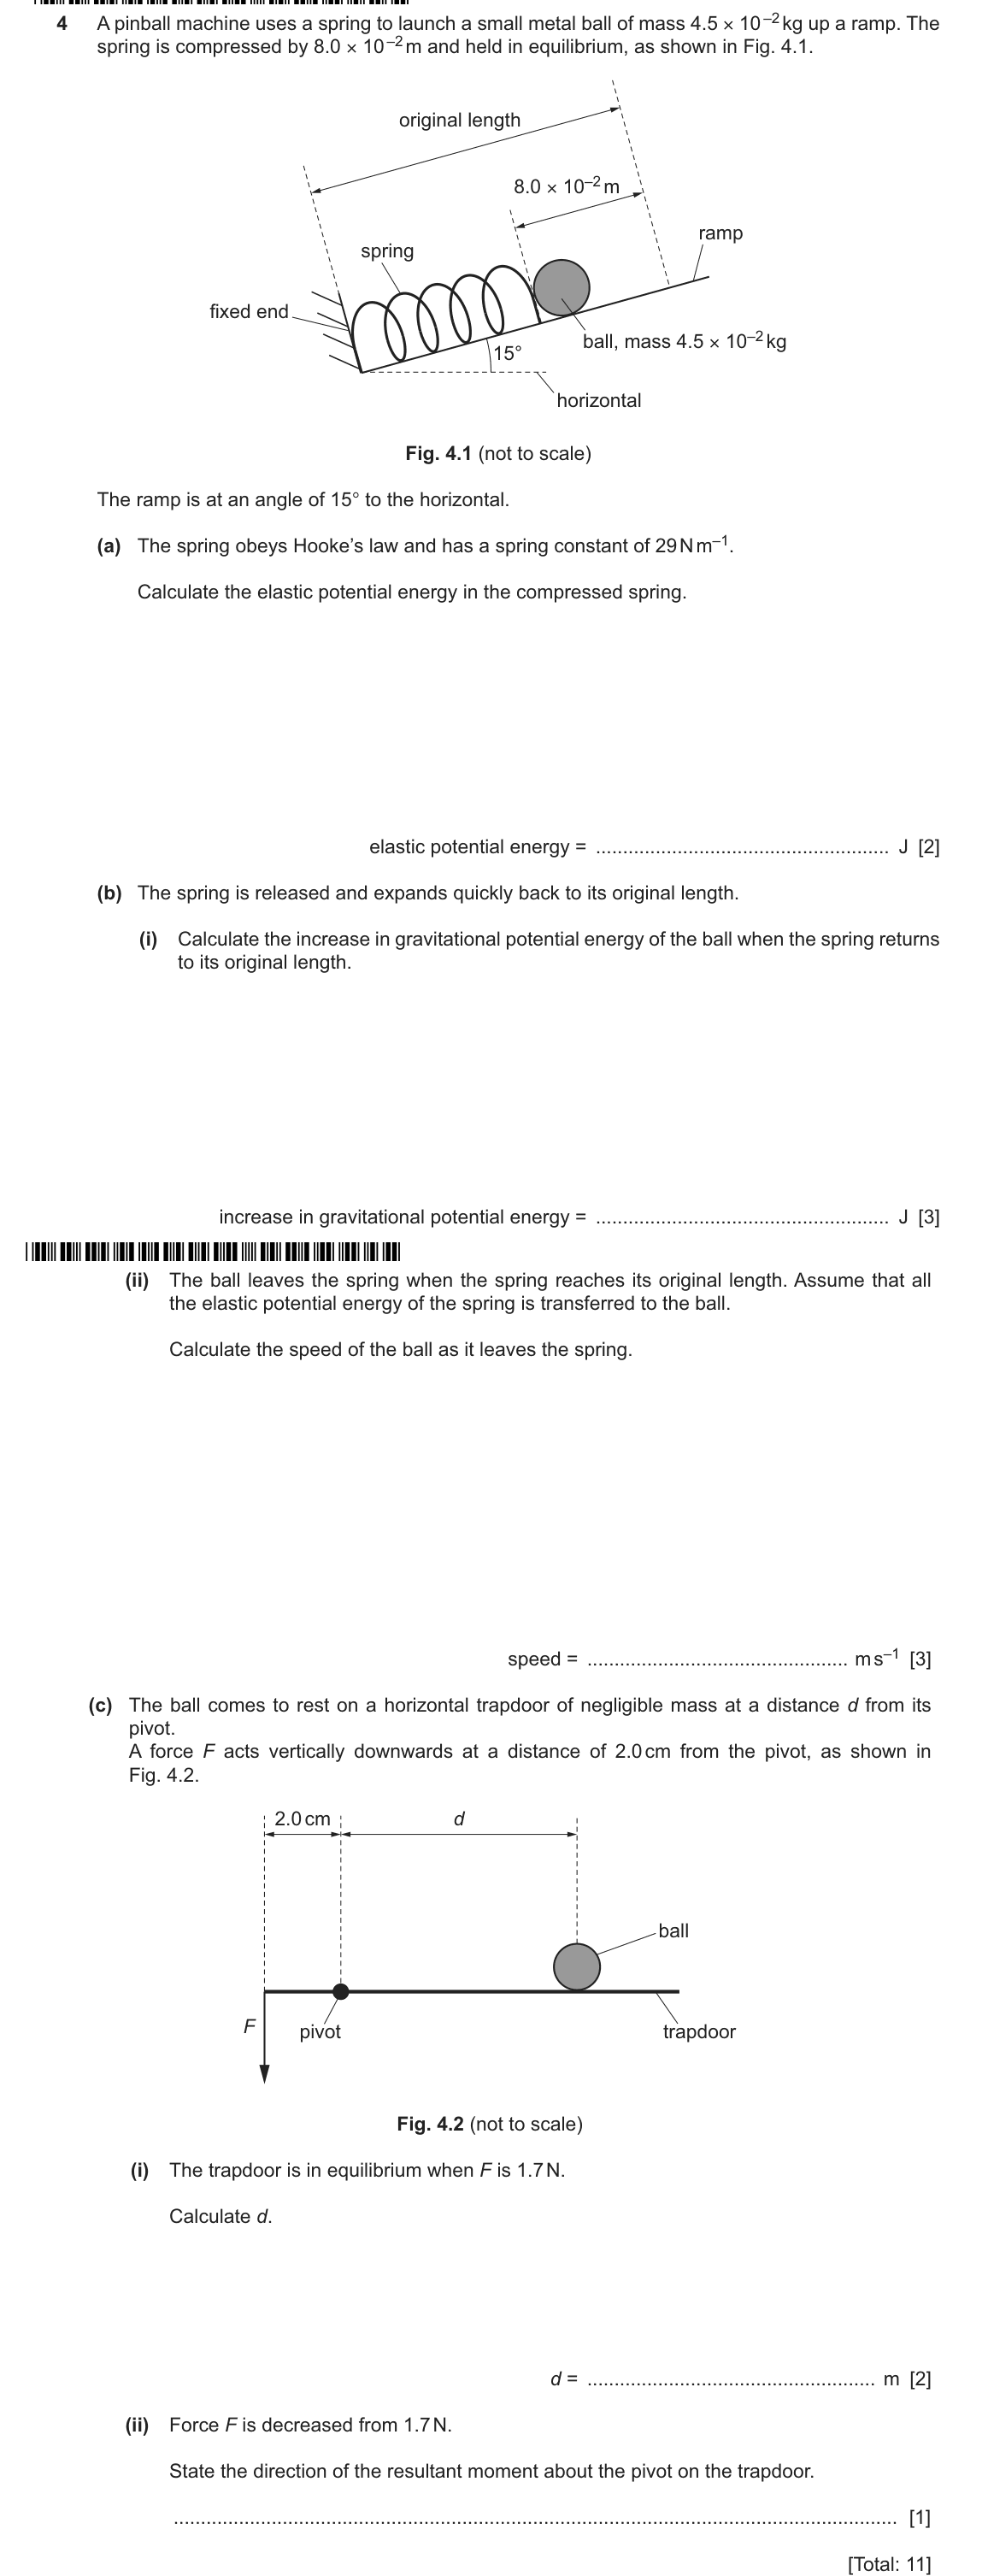 4 A pinball machine uses a spring to launch a small metal ball of mass 4.5 × 10⁻² kg up a ramp. The
spring is compressed by 8.0 × 10⁻² m and held in equilibrium, as shown in Fig. 4.1.
original length
8.0 × 10⁻² m
ramp
spring
fixed end
15°
ball, mass 4.5 × 10⁻² kg
horizontal
Fig. 4.1 (not to scale)
The ramp is at an angle of 15° to the horizontal.
(a) The spring obeys Hooke's law and has a spring constant of 29 N m⁻¹.
Calculate the elastic potential energy in the compressed spring.
elastic potential energy = ...................................................... J [2]
(b) The spring is released and expands quickly back to its original length.
(i) Calculate the increase in gravitational potential energy of the ball when the spring returns
to its original length.
increase in gravitational potential energy = ...................................................... J [3]
(ii) The ball leaves the spring when the spring reaches its original length. Assume that all
the elastic potential energy of the spring is transferred to the ball.
Calculate the speed of the ball as it leaves the spring.
speed = ................................................ m s⁻¹ [3]
(c) The ball comes to rest on a horizontal trapdoor of negligible mass at a distance d from its
pivot.
A force F acts vertically downwards at a distance of 2.0 cm from the pivot, as shown in
Fig. 4.2.
2.0 cm d
ball
F pivot trapdoor
Fig. 4.2 (not to scale)
(i) The trapdoor is in equilibrium when F is 1.7 N.
Calculate d.
d = ..................................................... m [2]
(ii) Force F is decreased from 1.7 N.
State the direction of the resultant moment about the pivot on the trapdoor.
..................................................................................................................................... [1]
[Total: 11]